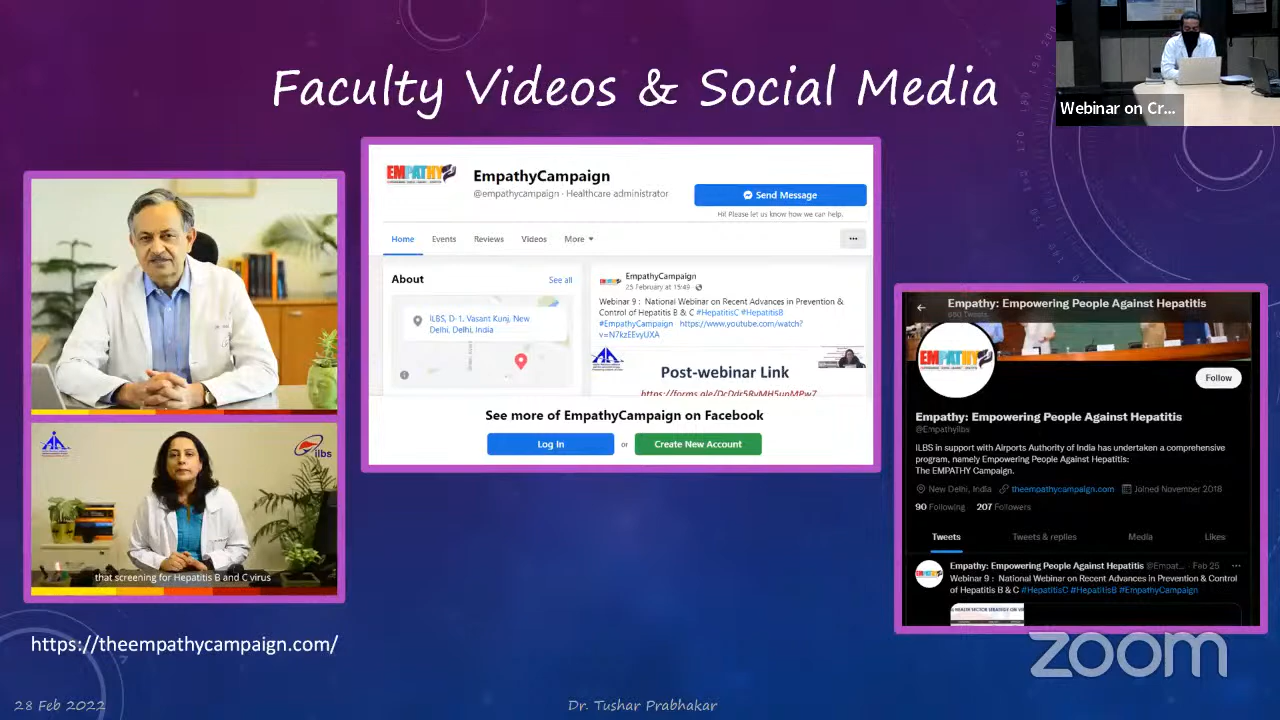 Faculty Videos & Social Media
Webinar on Cr...
EMPATHY
EmpathyCampaign
@empathycampaign · Healthcare administrator
Send Message
Hi! Please let us know how we can help.
Home Events Reviews Videos More
About See all
ILBS, D-1, Vasant Kunj, New
Delhi, Delhi, India
EmpathyCampaign
25 February at 15:49
Webinar 9 : National Webinar on Recent Advances in Prevention &
Control of Hepatitis B & C #HepatitisC #HepatitisB
#EmpathyCampaign https://www.youtube.com/watch?
v=N7kzEEvyUXA
Post-webinar Link
See more of EmpathyCampaign on Facebook
Log In or Create New Account
ilbs
that screening for Hepatitis B and C virus
Empathy: Empowering People Against Hepatitis
Tweets
EMPATHY
Follow
Empathy: Empowering People Against Hepatitis
@Empathyilbs
ILBS in support with Airports Authority of India has undertaken a comprehensive
program, namely Empowering People Against Hepatitis:
The EMPATHY Campaign.
New Delhi, India theempathycampaign.com Joined November 2018
90 Following 207 Followers
Tweets Tweets & replies Media Likes
Empathy: Empowering People Against Hepatitis @Empat... · Feb 25
Webinar 9 : National Webinar on Recent Advances in Prevention & Control
of Hepatitis B & C #HepatitisC #HepatitisB #EmpathyCampaign
https://theempathycampaign.com/
zoom
28 Feb 2022
Dr. Tushar Prabhakar